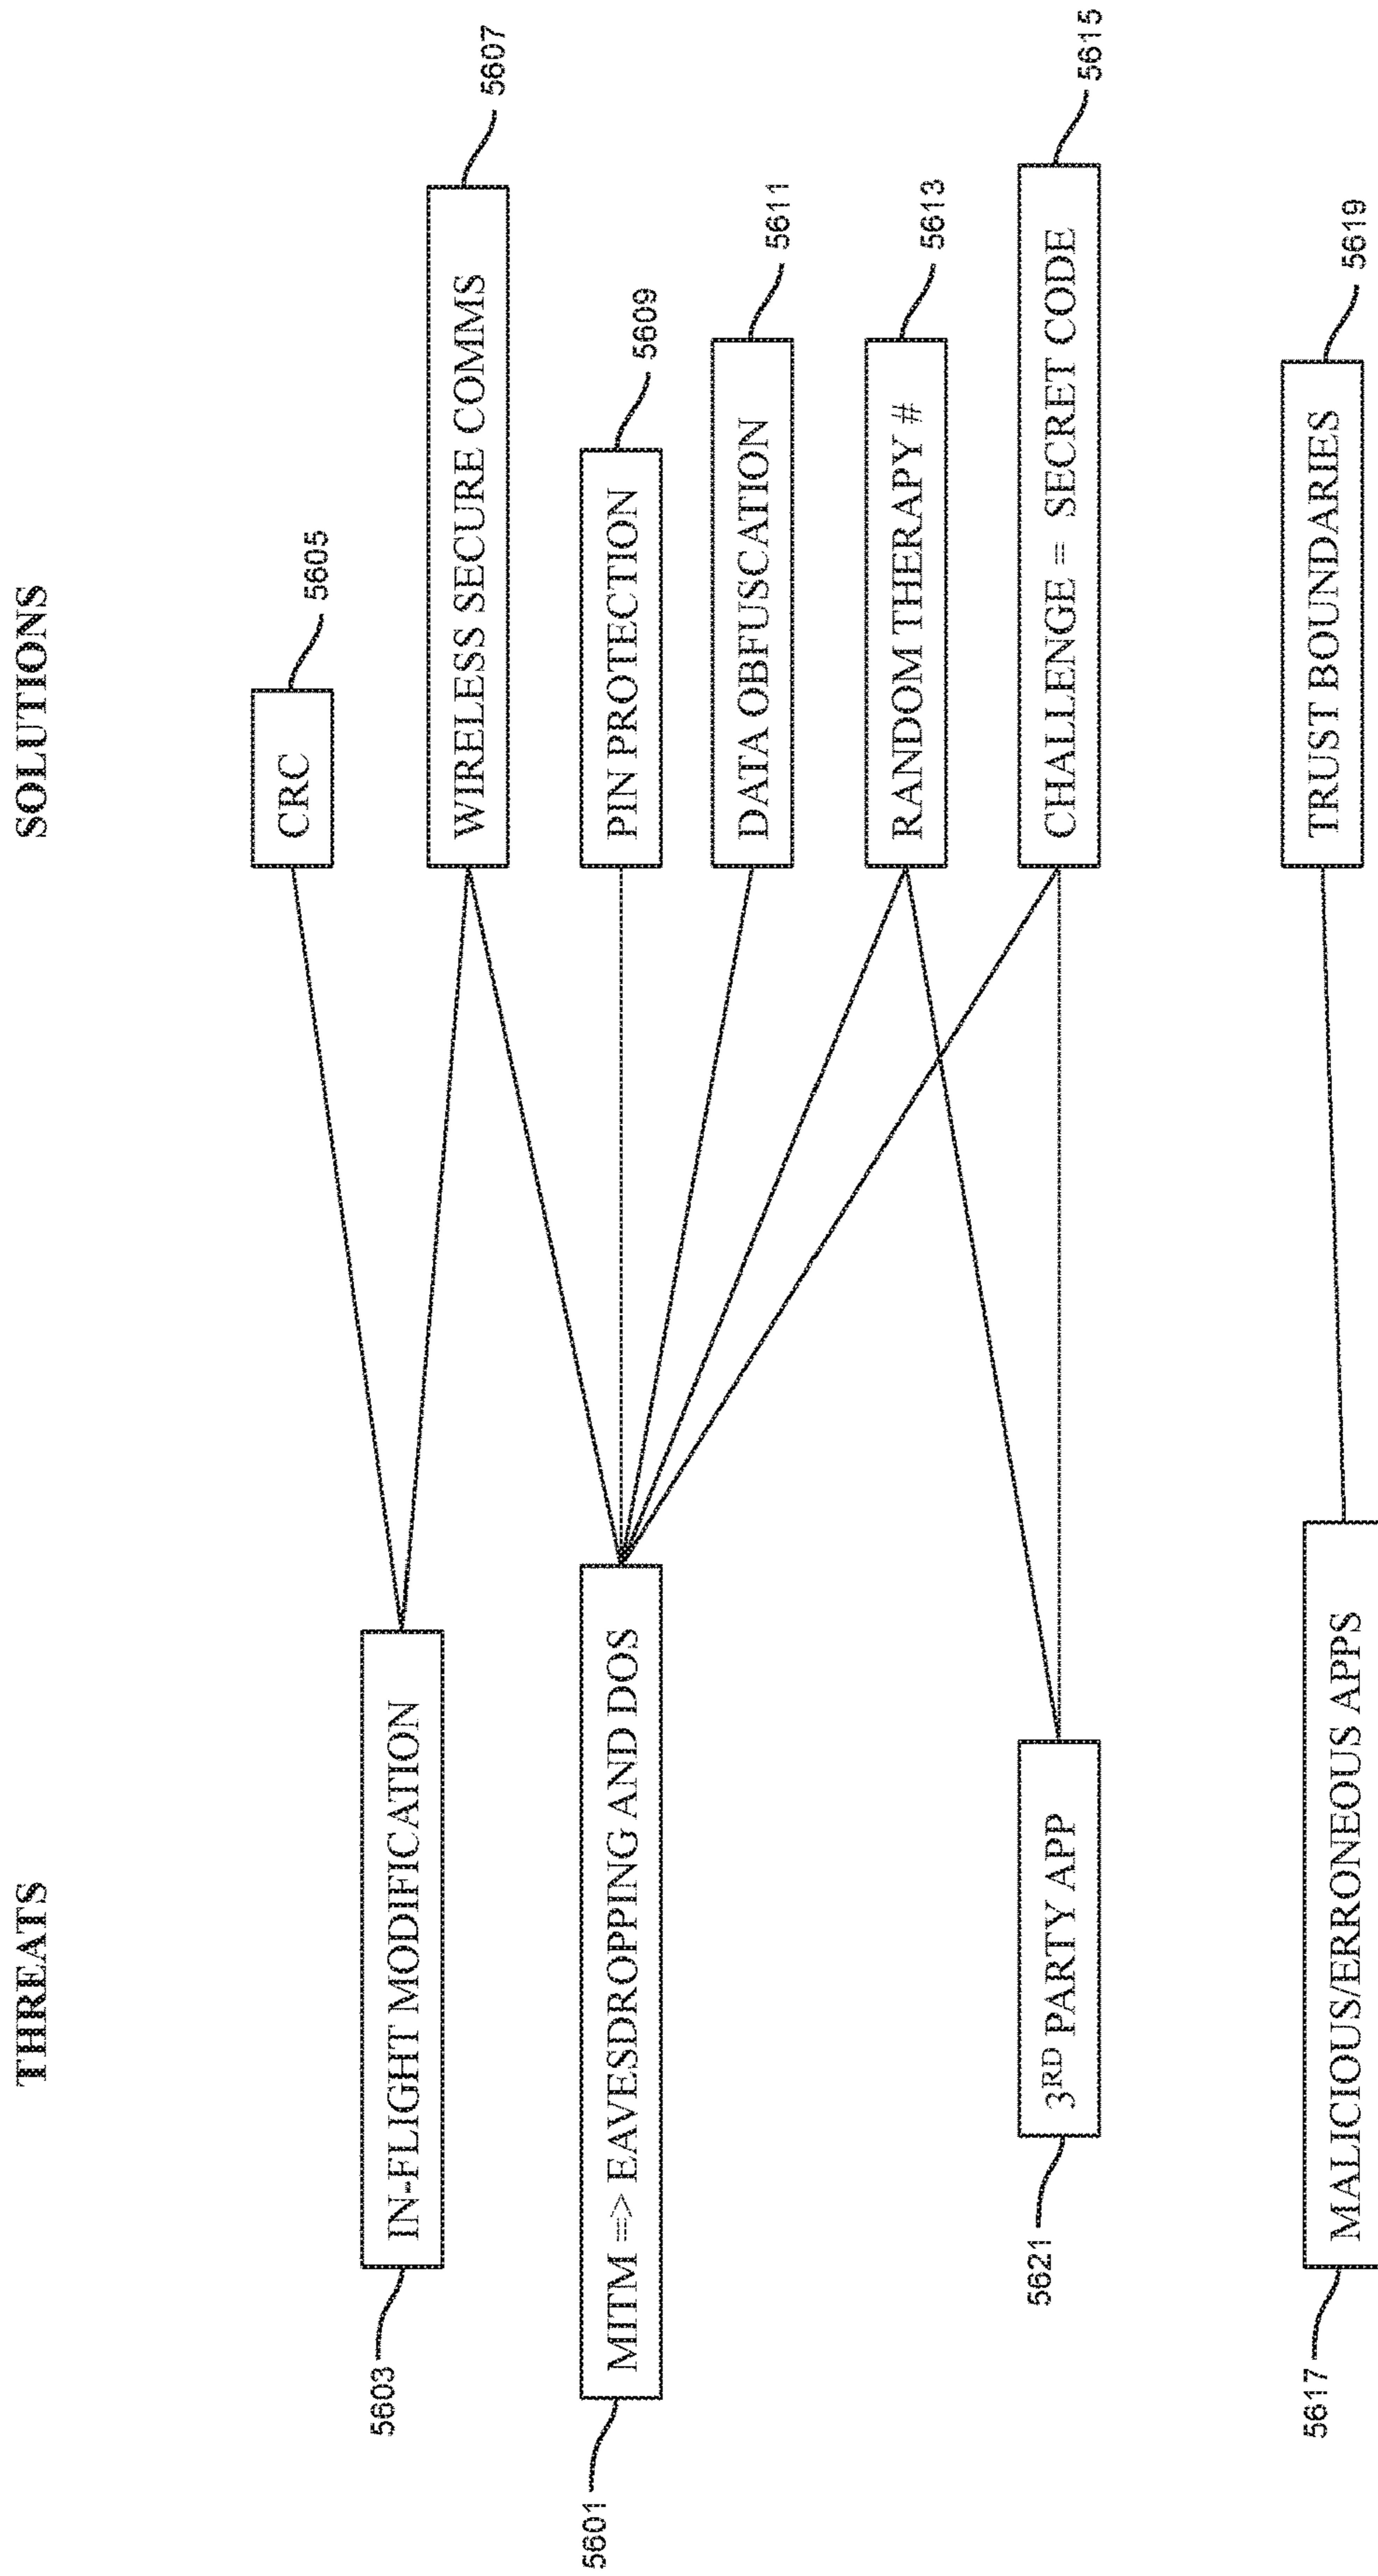 THREATS
SOLUTIONS
CRC
5605
5603
IN-FLIGHT MODIFICATION
WIRELESS SECURE COMMS
5607
5601
MITM => EAVESDROPPING AND DOS
PIN PROTECTION
5609
DATA OBFUSCATION
5611
RANDOM THERAPY #
5613
5621
3RD PARTY APP
CHALLENGE = SECRET CODE
5615
5617
MALICIOUS/ERRONEOUS APPS
TRUST BOUNDARIES
5619